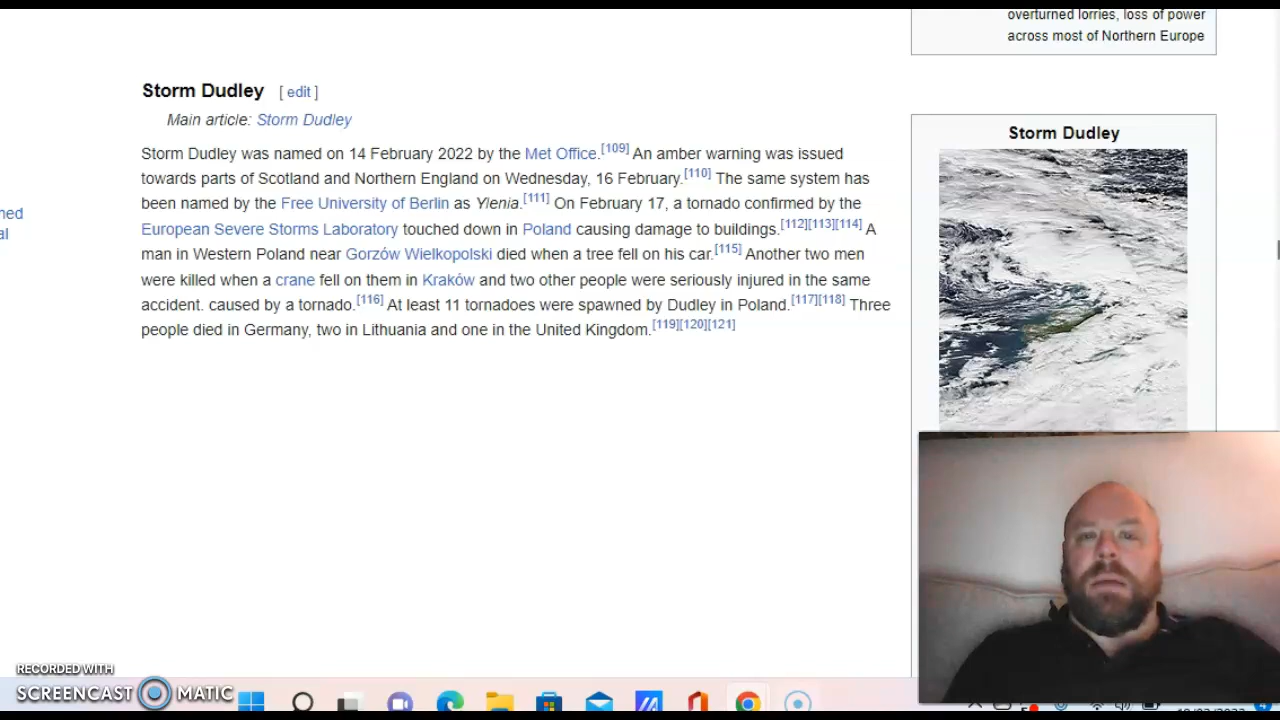 overturned lorries, loss of power
across most of Northern Europe
Storm Dudley [ edit ]
Main article: Storm Dudley
Storm Dudley was named on 14 February 2022 by the Met Office.[109] An amber warning was issued
towards parts of Scotland and Northern England on Wednesday, 16 February.[110] The same system has
been named by the Free University of Berlin as Ylenia.[111] On February 17, a tornado confirmed by the
European Severe Storms Laboratory touched down in Poland causing damage to buildings.[112][113][114] A
man in Western Poland near Gorzów Wielkopolski died when a tree fell on his car.[115] Another two men
were killed when a crane fell on them in Kraków and two other people were seriously injured in the same
accident. caused by a tornado.[116] At least 11 tornadoes were spawned by Dudley in Poland.[117][118] Three
people died in Germany, two in Lithuania and one in the United Kingdom.[119][120][121]
Storm Dudley
RECORDED WITH
SCREENCAST MATIC